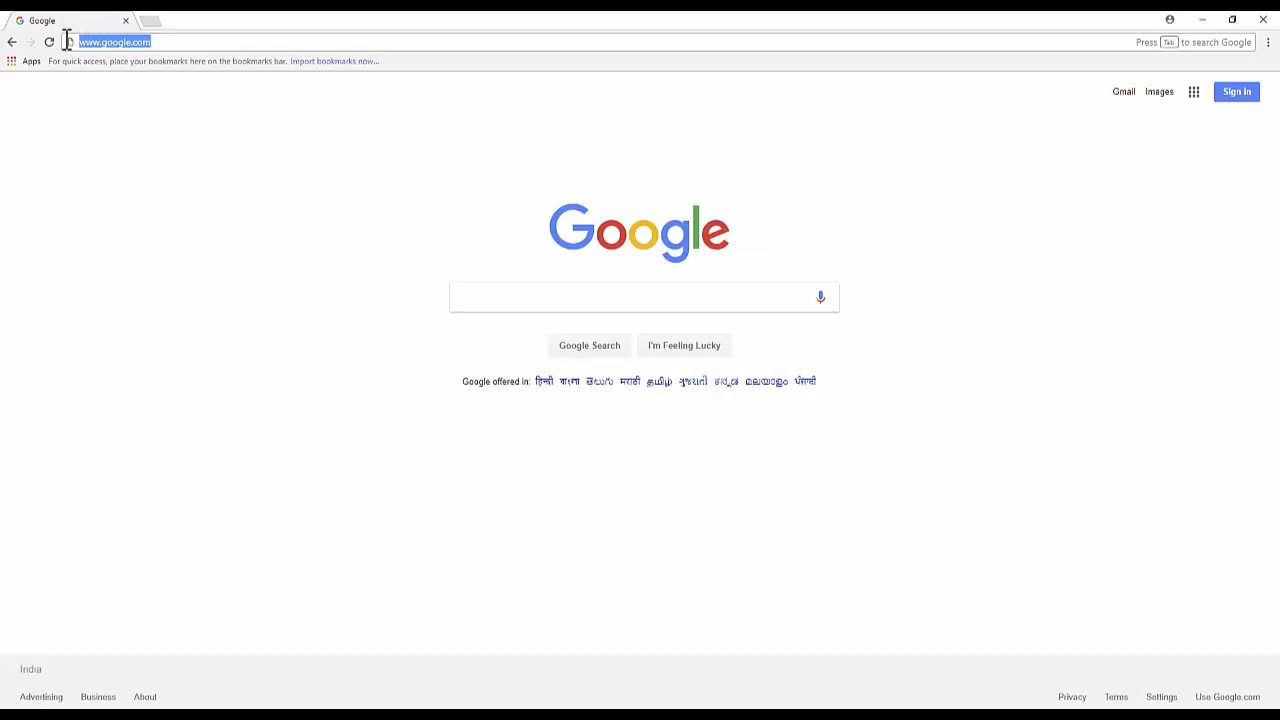 Google
www.google.com
Press Tab to search Google
Apps For quick access, place your bookmarks here on the bookmarks bar. Import bookmarks now...
Gmail Images Sign in
Google
Google Search I'm Feeling Lucky
Google offered in: हिन्दी বাংলা తెలుగు मराठी தமிழ் ગુજરાતી ಕನ್ನಡ മലയാളം ਪੰਜਾਬੀ
India
Advertising Business About Privacy Terms Settings Use Google.com